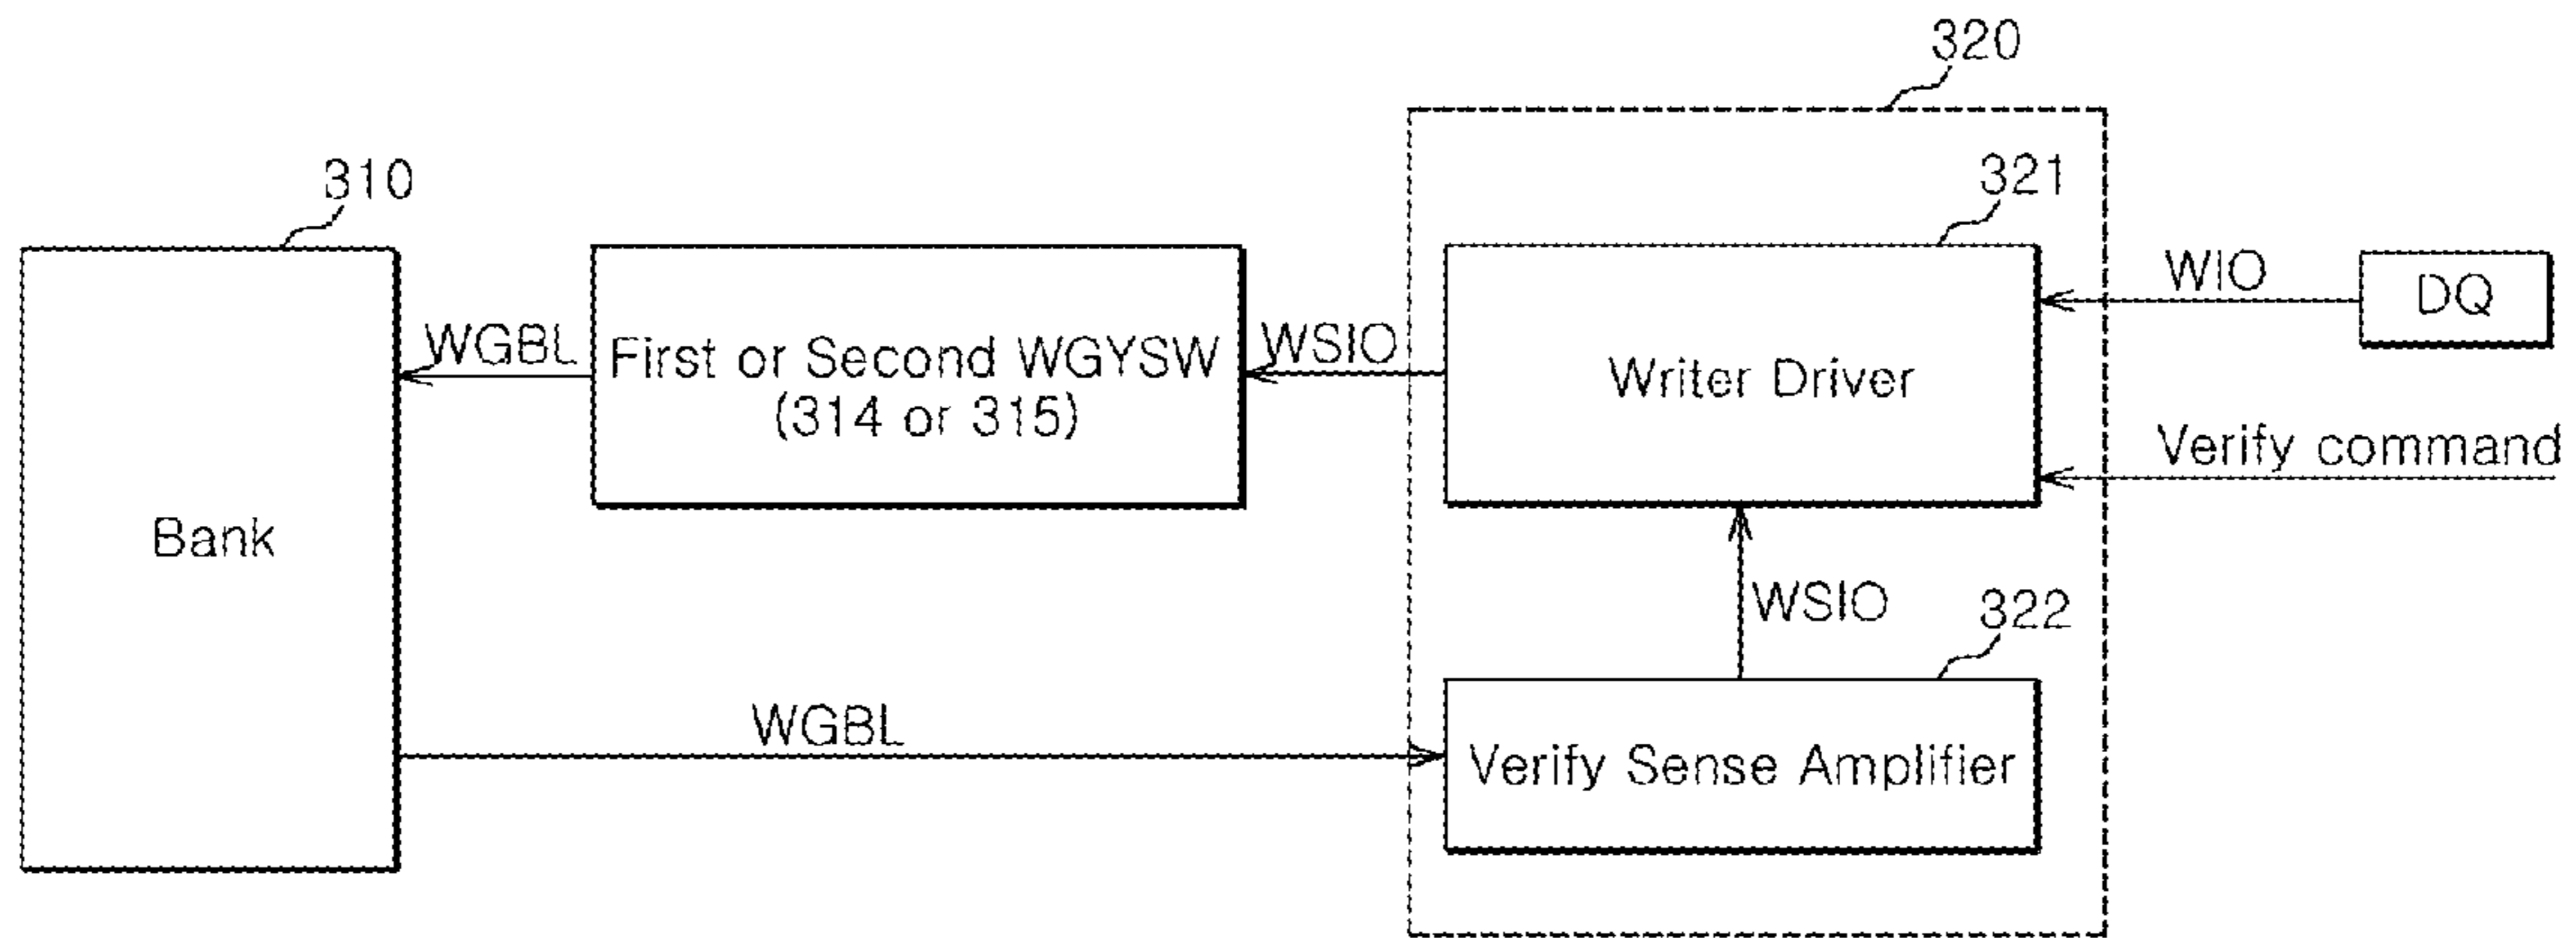 320
310
321
WIO
DQ
WGBL
First or Second WGYSW
(314 or 315)
WSIO
Writer Driver
Verify command
Bank
WSIO
322
WGBL
Verify Sense Amplifier